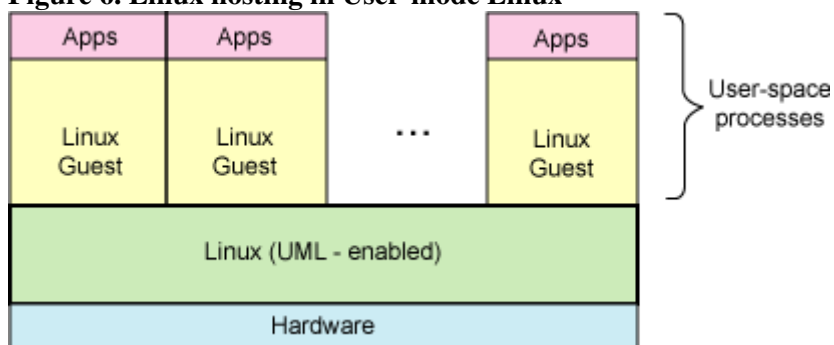 Figure 6. Linux hosting in User-mode Linux
Apps
Apps
Apps
Linux
Guest
Linux
Guest
...
Linux
Guest
User-space
processes
Linux (UML - enabled)
Hardware